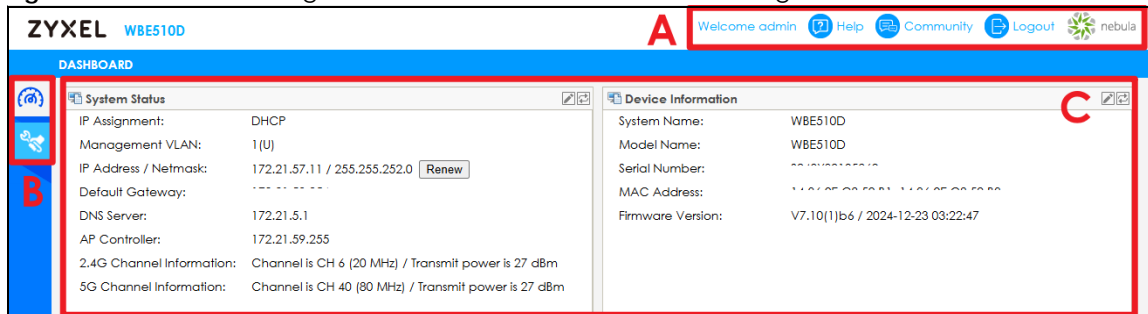 ZYXEL WBE510D
A
Welcome admin Help Community Logout nebula
DASHBOARD
B
C
System Status
IP Assignment: DHCP
Management VLAN: 1(U)
IP Address / Netmask: 172.21.57.11 / 255.255.252.0 Renew
Default Gateway:
DNS Server: 172.21.5.1
AP Controller: 172.21.59.255
2.4G Channel Information: Channel is CH 6 (20 MHz) / Transmit power is 27 dBm
5G Channel Information: Channel is CH 40 (80 MHz) / Transmit power is 27 dBm
Device Information
System Name: WBE510D
Model Name: WBE510D
Serial Number:
MAC Address:
Firmware Version: V7.10(1)b6 / 2024-12-23 03:22:47